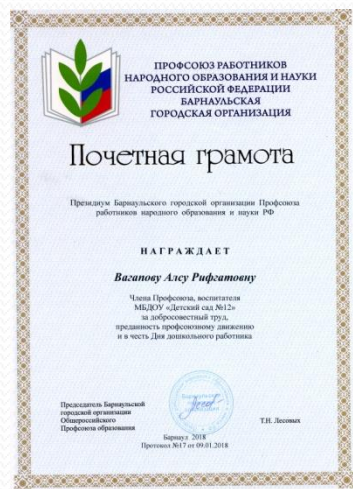 ПРОФСОЮЗ РАБОТНИКОВ
НАРОДНОГО ОБРАЗОВАНИЯ И НАУКИ
РОССИЙСКОЙ ФЕДЕРАЦИИ
БАРНАУЛЬСКАЯ
ГОРОДСКАЯ ОРГАНИЗАЦИЯ
Почетная грамота
Президиум Барнаульского городской организации Профсоюза
работников народного образования и науки РФ
НАГРАЖДАЕТ
Вагапову Алсу Рифгатовну
Члена Профсоюза, воспитателя
МБДОУ «Детский сад №12»
за добросовестный труд,
преданность профсоюзному движению
и в честь Дня дошкольного работника
Председатель Барнаульской
городской организации
Общероссийского
Профсоюза образования
Т.Н. Лесовых
Барнаул 2018
Протокол №17 от 09.01.2018